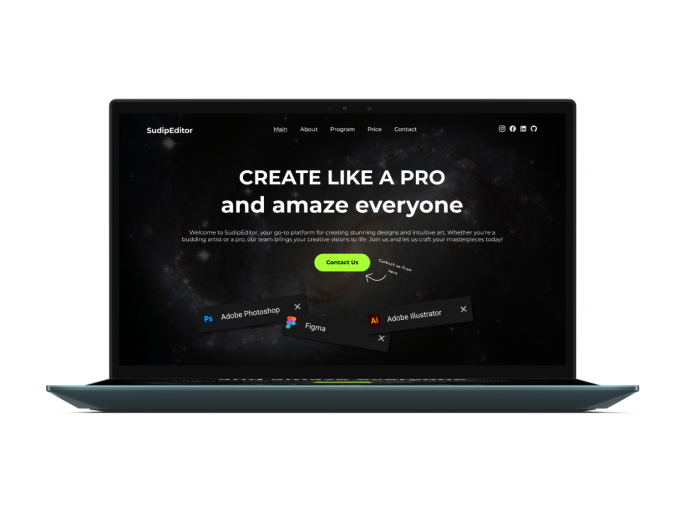 SudipEditor
Main About Program Price Contact
CREATE LIKE A PRO
and amaze everyone
Welcome to SudipEditor, your go-to platform for creating stunning designs and intuitive art. Whether you're a
budding artist or a pro, our team brings your creative visions to life. Join us and let us craft your masterpieces today!
Contact Us
Contact us From
here
Ps Adobe Photoshop
Figma
Ai Adobe Illustrator